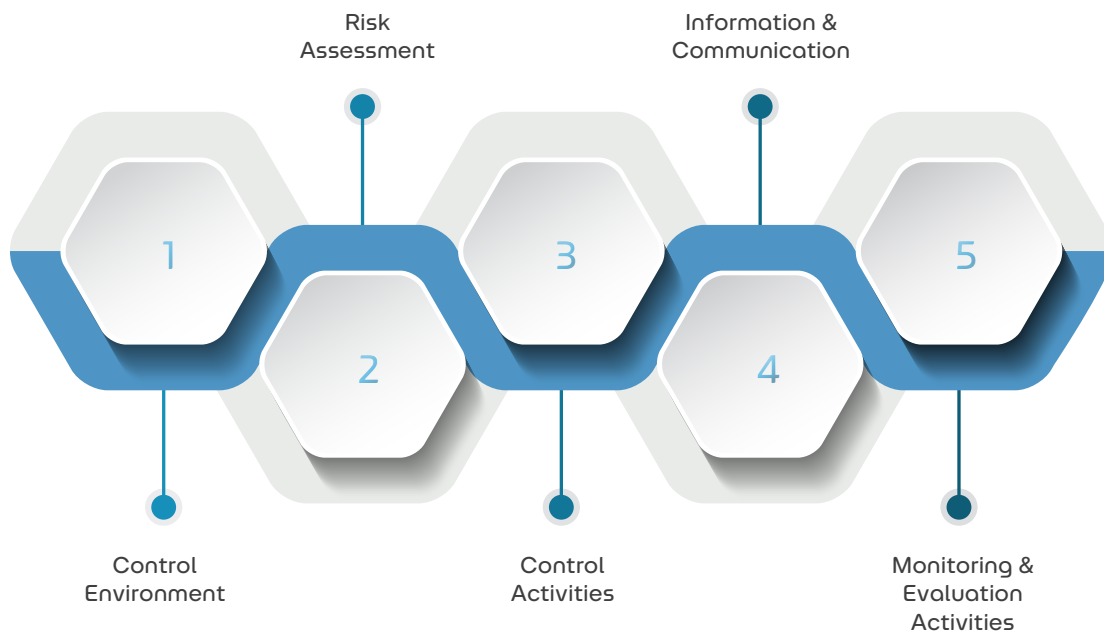 Risk
Assessment
Information &
Communication
1
2
3
4
5
Control
Environment
Control
Activities
Monitoring &
Evaluation
Activities